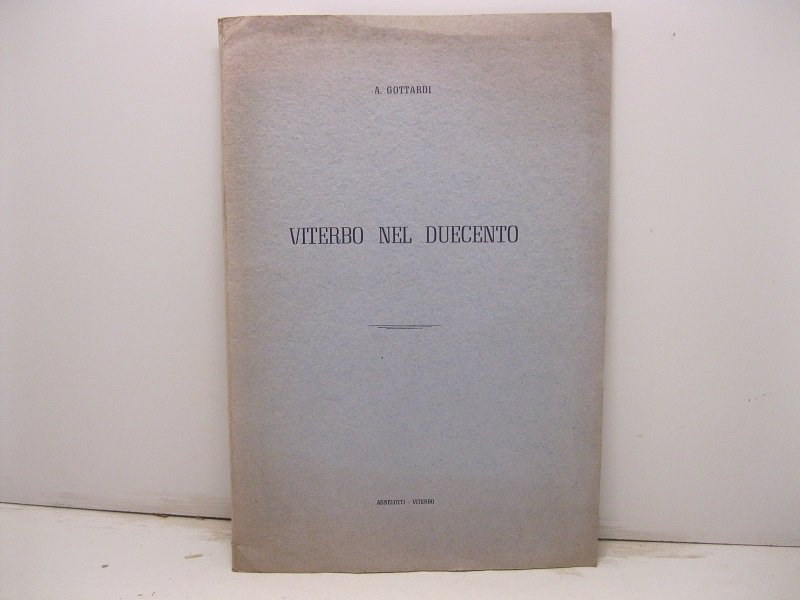 A. GOTTARDI
VITERBO NEL DUECENTO
AGNESOTTI - VITERBO